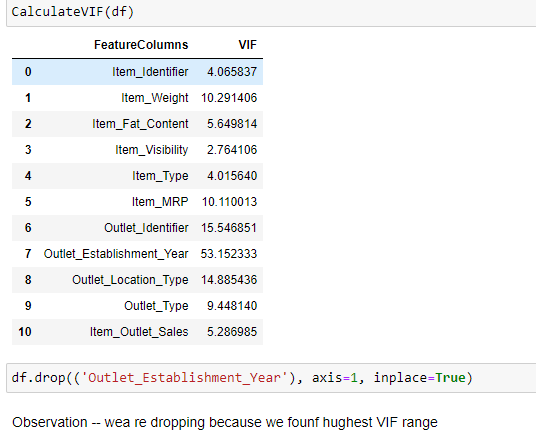 CalculateVIF(df)
FeatureColumns VIF
0 Item_Identifier 4.065837
1 Item_Weight 10.291406
2 Item_Fat_Content 5.649814
3 Item_Visibility 2.764106
4 Item_Type 4.015640
5 Item_MRP 10.110013
6 Outlet_Identifier 15.546851
7 Outlet_Establishment_Year 53.152333
8 Outlet_Location_Type 14.885436
9 Outlet_Type 9.448140
10 Item_Outlet_Sales 5.286985
df.drop(('Outlet_Establishment_Year'), axis=1, inplace=True)
Observation -- wea re dropping because we founf hughest VIF range